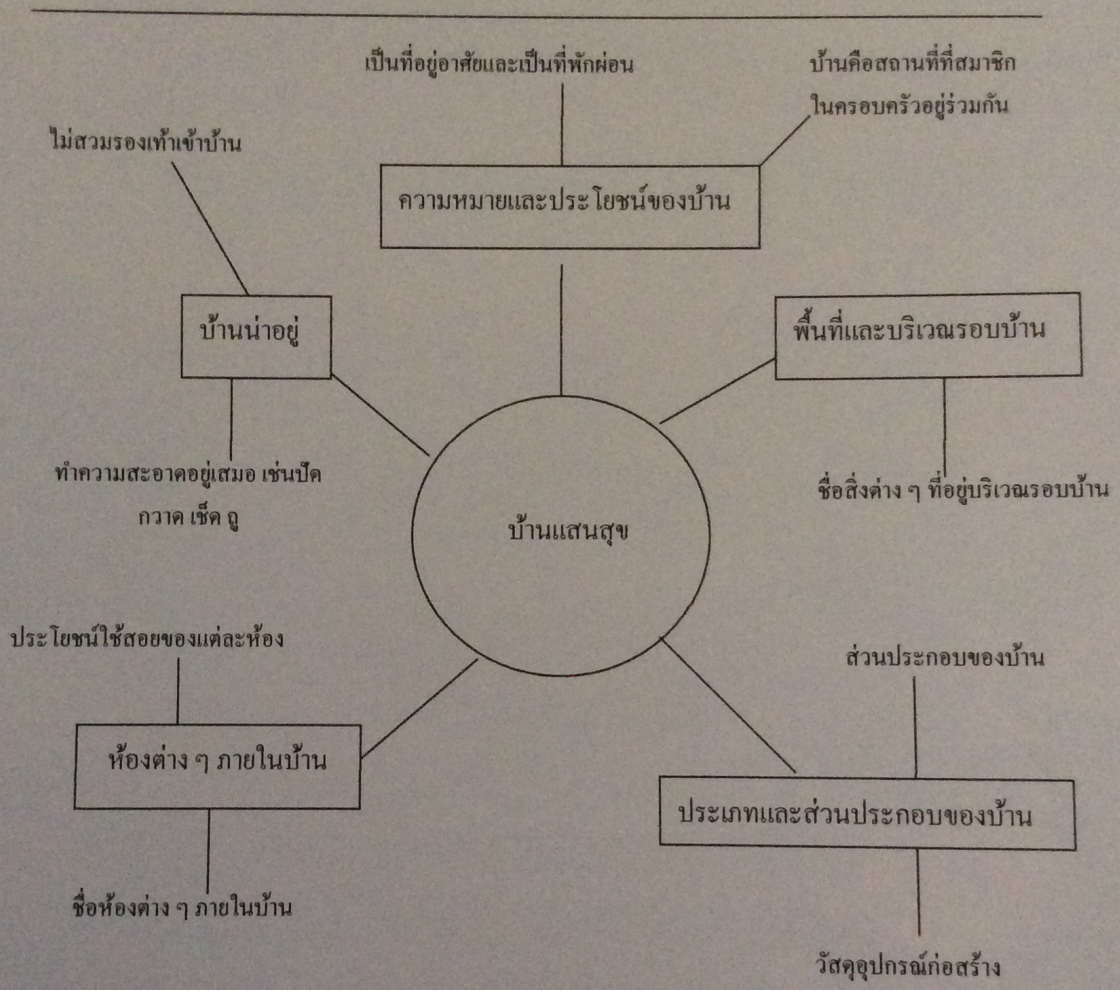 เป็นที่อยู่อาศัยและเป็นที่พักผ่อน
บ้านคือสถานที่ที่สมาชิก
ในครอบครัวอยู่ร่วมกัน
ไม่สวมรองเท้าเข้าบ้าน
ความหมายและประโยชน์ของบ้าน
บ้านน่าอยู่
พื้นที่และบริเวณรอบบ้าน
ทำความสะอาดอยู่เสมอ เช่นปัด
กวาด เช็ด ถู
ชื่อสิ่งต่าง ๆ ที่อยู่บริเวณรอบบ้าน
บ้านแสนสุข
ประโยชน์ใช้สอยของแต่ละห้อง
ส่วนประกอบของบ้าน
ห้องต่าง ๆ ภายในบ้าน
ประเภทและส่วนประกอบของบ้าน
ชื่อห้องต่าง ๆ ภายในบ้าน
วัสดุอุปกรณ์ก่อสร้าง